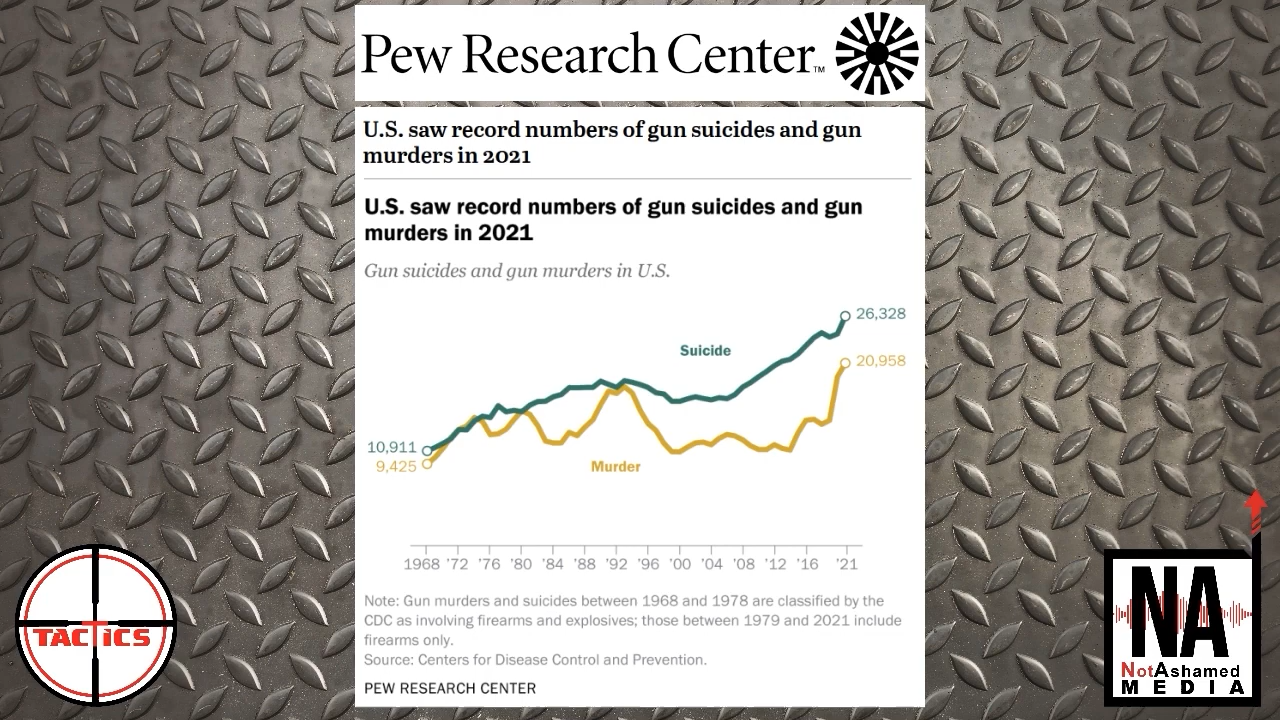 Pew Research Center™
U.S. saw record numbers of gun suicides and gun
murders in 2021
U.S. saw record numbers of gun suicides and gun
murders in 2021
Gun suicides and gun murders in U.S.
26,328
Suicide
20,958
10,911
9,425
Murder
1968 '72 '76 '80 '84 '88 '92 '96 '00 '04 '08 '12 '16 '21
Note: Gun murders and suicides between 1968 and 1978 are classified by the
CDC as involving firearms and explosives; those between 1979 and 2021 include
firearms only.
Source: Centers for Disease Control and Prevention.
PEW RESEARCH CENTER
TACTICS
NA
NotAshamed
MEDIA